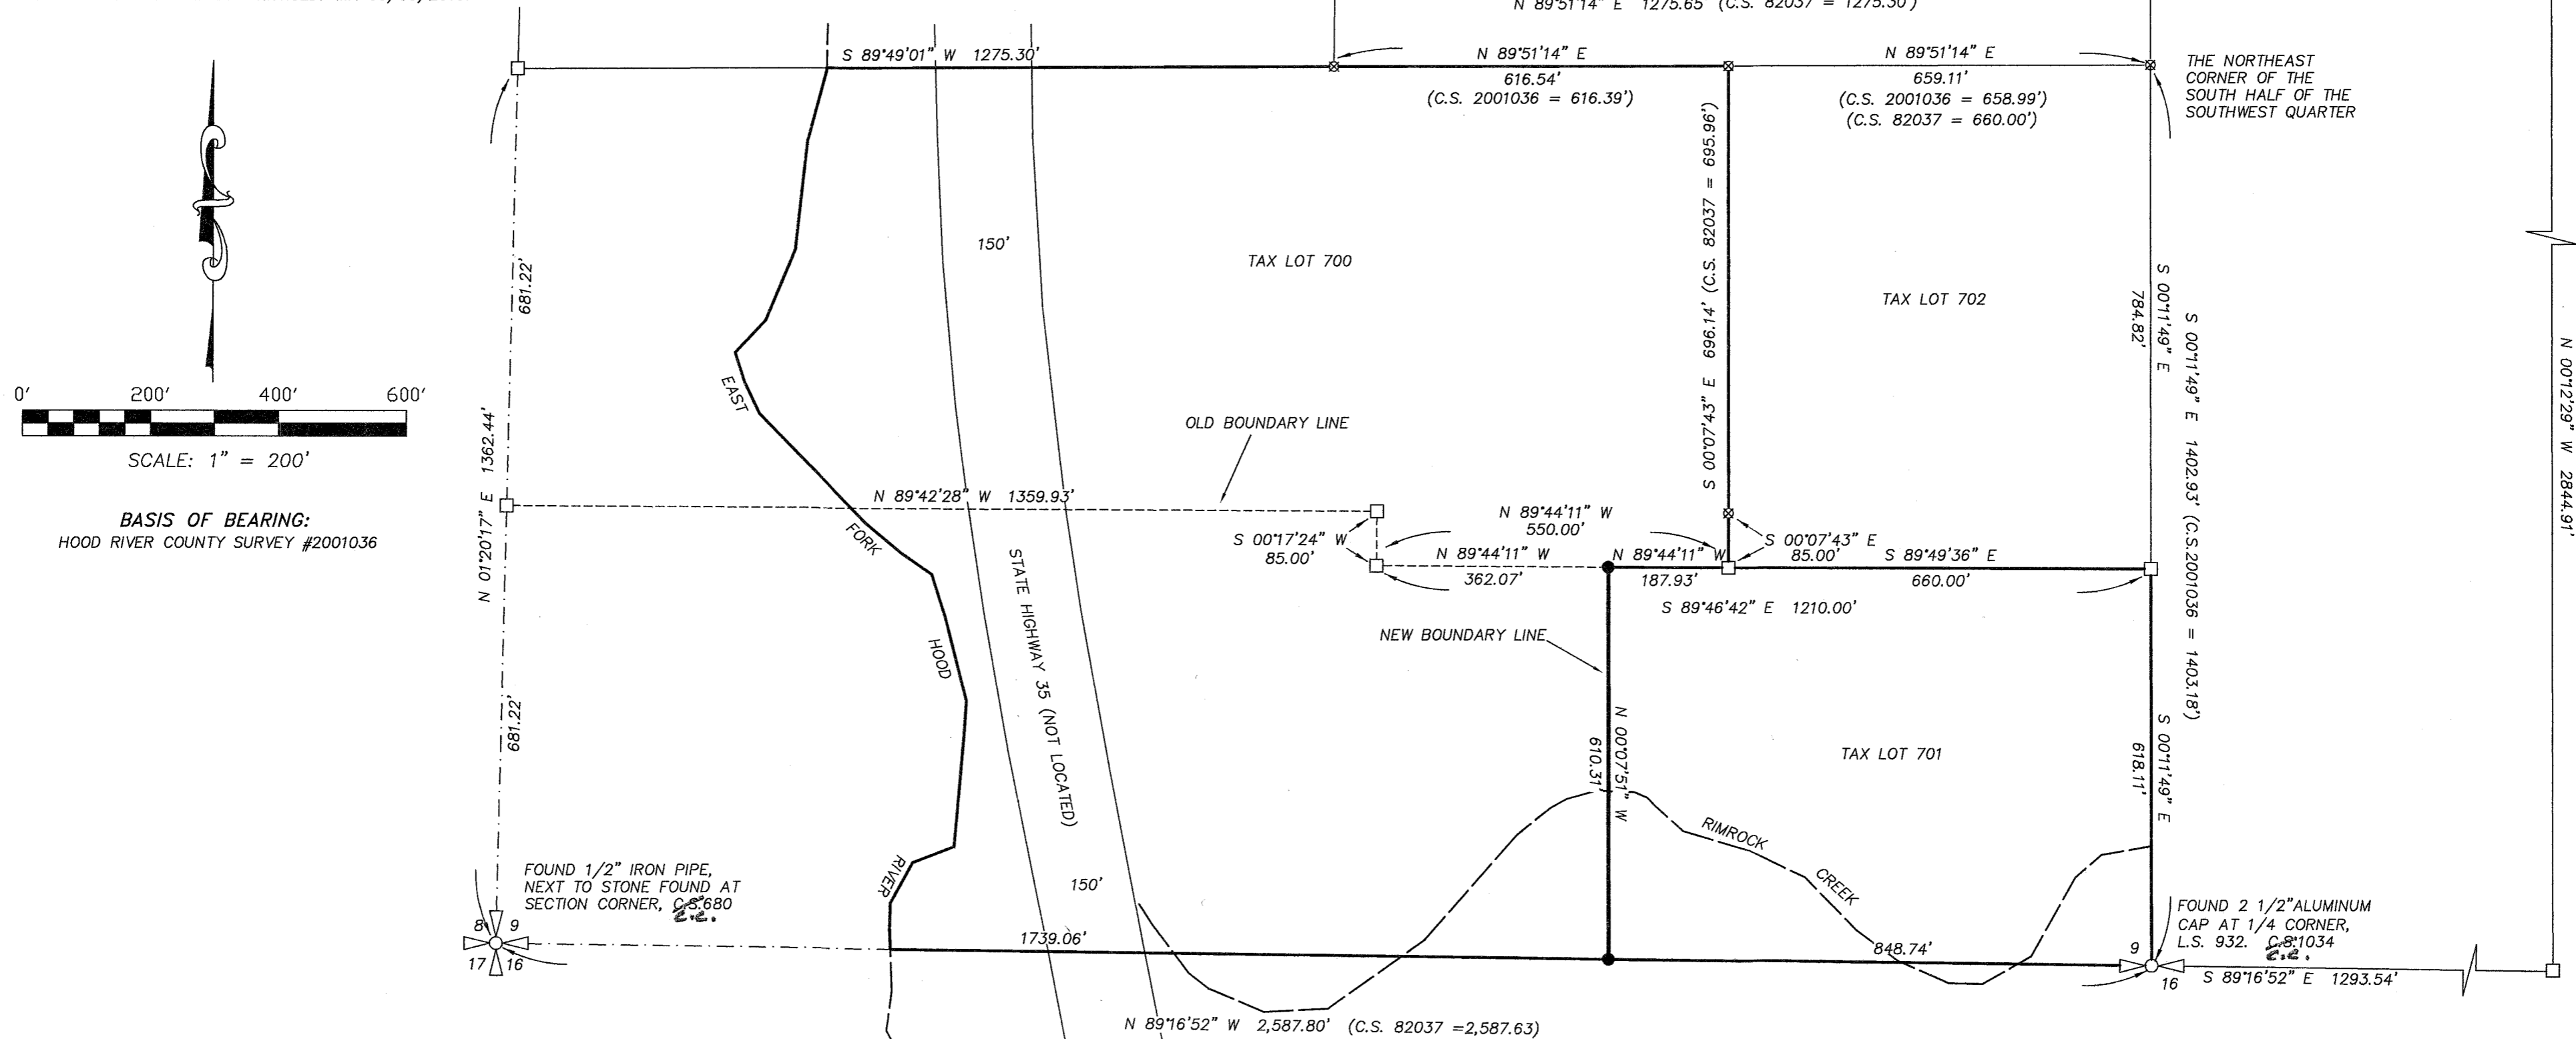 N 89°51'14" E 1275.65' (C.S. 82037 = 1275.30')
S 89°49'01" W 1275.30'
N 89°51'14" E
616.54'
(C.S. 2001036 = 616.39')
N 89°51'14" E
659.11'
(C.S. 2001036 = 658.99')
(C.S. 82037 = 660.00')
THE NORTHEAST
CORNER OF THE
SOUTH HALF OF THE
SOUTHWEST QUARTER
681.22'
150'
TAX LOT 700
S 00°07'43" E 696.14' (C.S. 82037 = 695.96')
TAX LOT 702
S 00°11'49" E
784.82'
S 00°11'49" E 1402.93' (C.S.2001036 = 1403.18')
N 00°12'29" W 2844.91'
0' 200' 400' 600'
SCALE: 1" = 200'
BASIS OF BEARING:
HOOD RIVER COUNTY SURVEY #2001036
N 01°20'17" E 1362.44'
EAST
FORK
HOOD
RIVER
OLD BOUNDARY LINE
N 89°42'28" W 1359.93'
S 00°17'24" W
85.00'
N 89°44'11" W
550.00'
N 89°44'11" W
362.07'
N 89°44'11" W
187.93'
S 00°07'43" E
85.00'
S 89°49'36" E
660.00'
S 89°46'42" E 1210.00'
NEW BOUNDARY LINE
STATE HIGHWAY 35 (NOT LOCATED)
N 00°07'51" W
610.31'
TAX LOT 701
S 00°11'49" E
618.11'
681.22'
RIMROCK
CREEK
FOUND 1/2" IRON PIPE,
NEXT TO STONE FOUND AT
SECTION CORNER, C.S.680
C.C.
8 9
17 16
150'
1739.06'
848.74'
FOUND 2 1/2"ALUMINUM
CAP AT 1/4 CORNER,
L.S. 932. C.S.1034
C.C.
9
16
S 89°16'52" E 1293.54'
N 89°16'52" W 2,587.80' (C.S. 82037 =2,587.63)